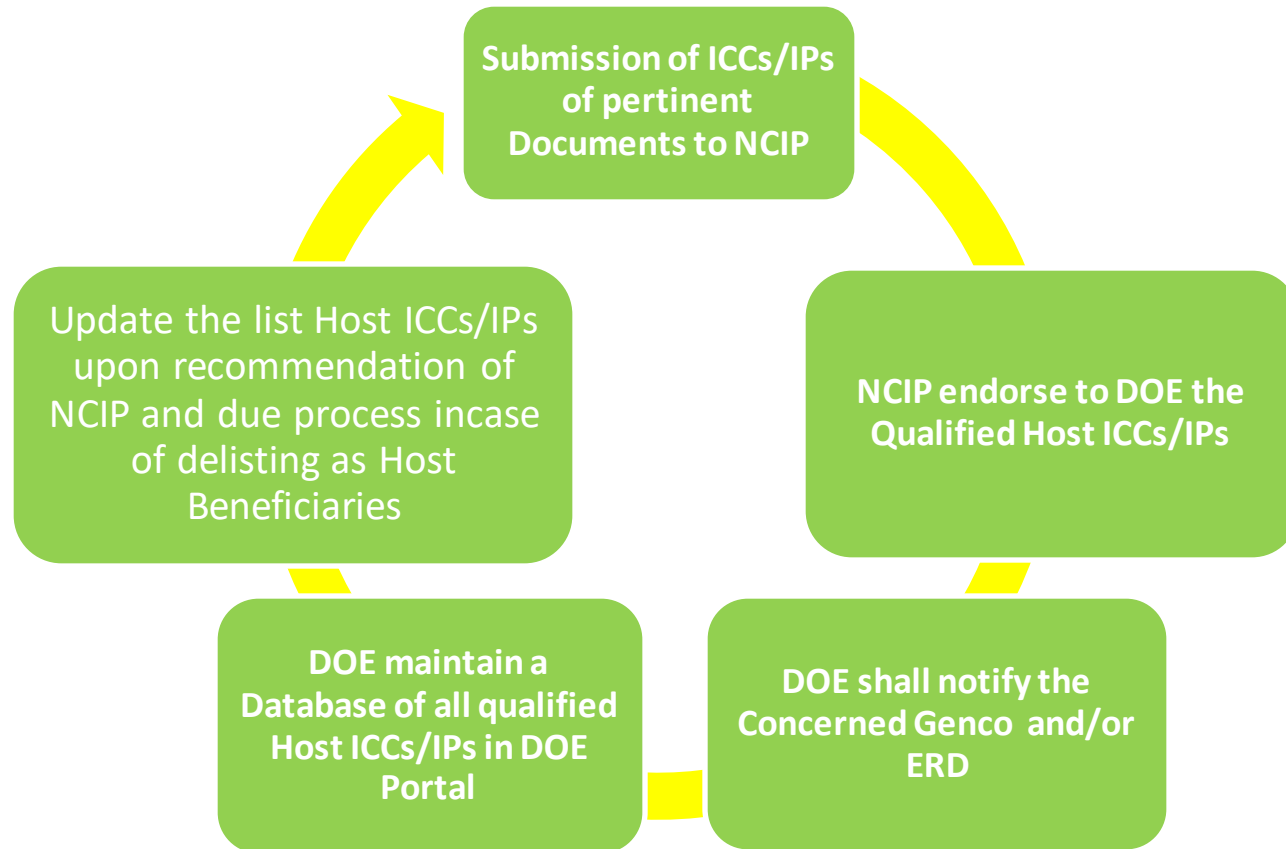 Submission of ICCs/IPs
of pertinent
Documents to NCIP
NCIP endorse to DOE the
Qualified Host ICCs/IPs
DOE shall notify the
Concerned Genco and/or
ERD
DOE maintain a
Database of all qualified
Host ICCs/IPs in DOE
Portal
Update the list Host ICCs/IPs
upon recommendation of
NCIP and due process incase
of delisting as Host
Beneficiaries